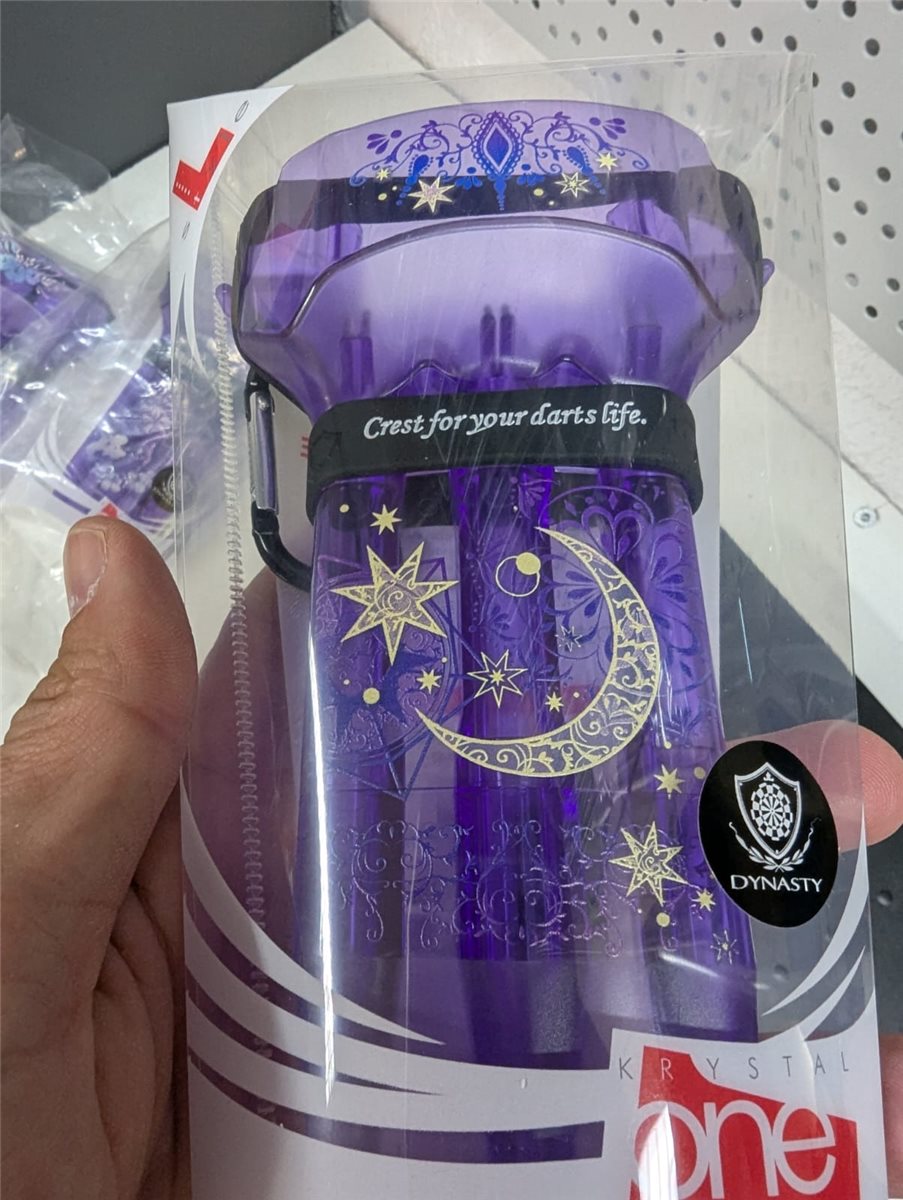 L
Crest for your darts life.
DYNASTY
KRYSTAL
one